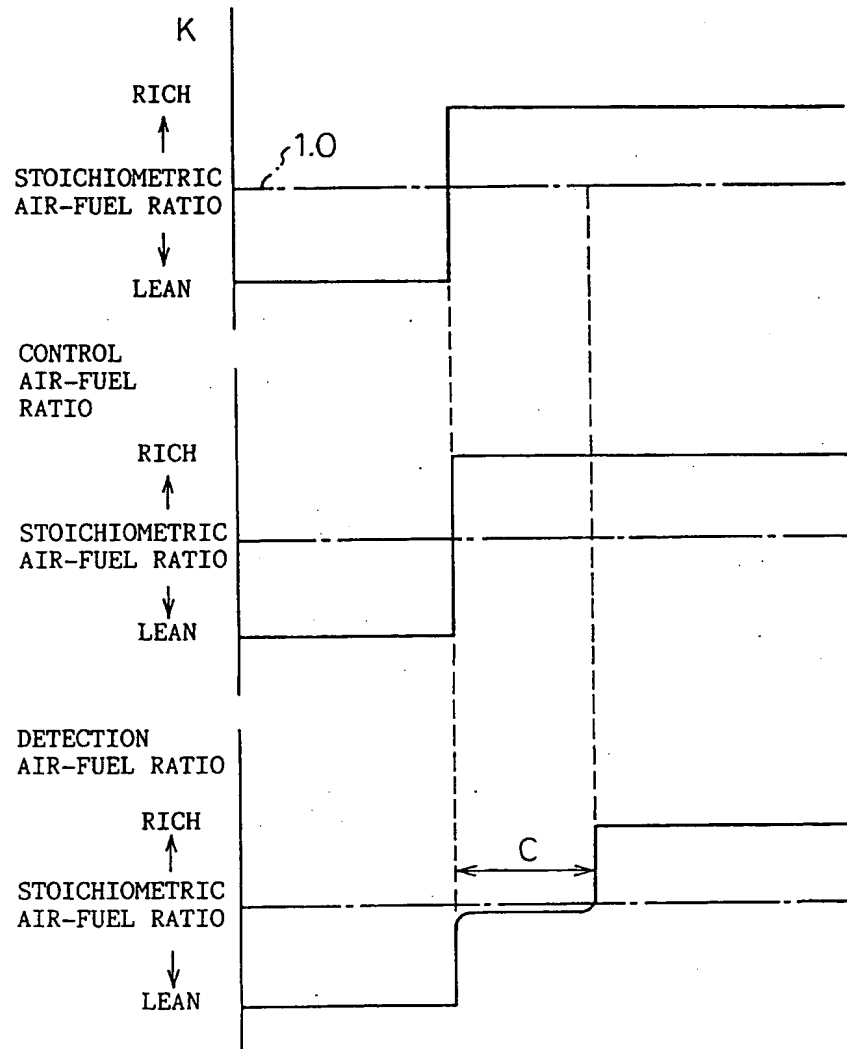 K
RICH
1.0
STOICHIOMETRIC
AIR-FUEL RATIO
LEAN
CONTROL
AIR-FUEL
RATIO
RICH
STOICHIOMETRIC
AIR-FUEL RATIO
LEAN
DETECTION
AIR-FUEL RATIO
RICH
C
STOICHIOMETRIC
AIR-FUEL RATIO
LEAN